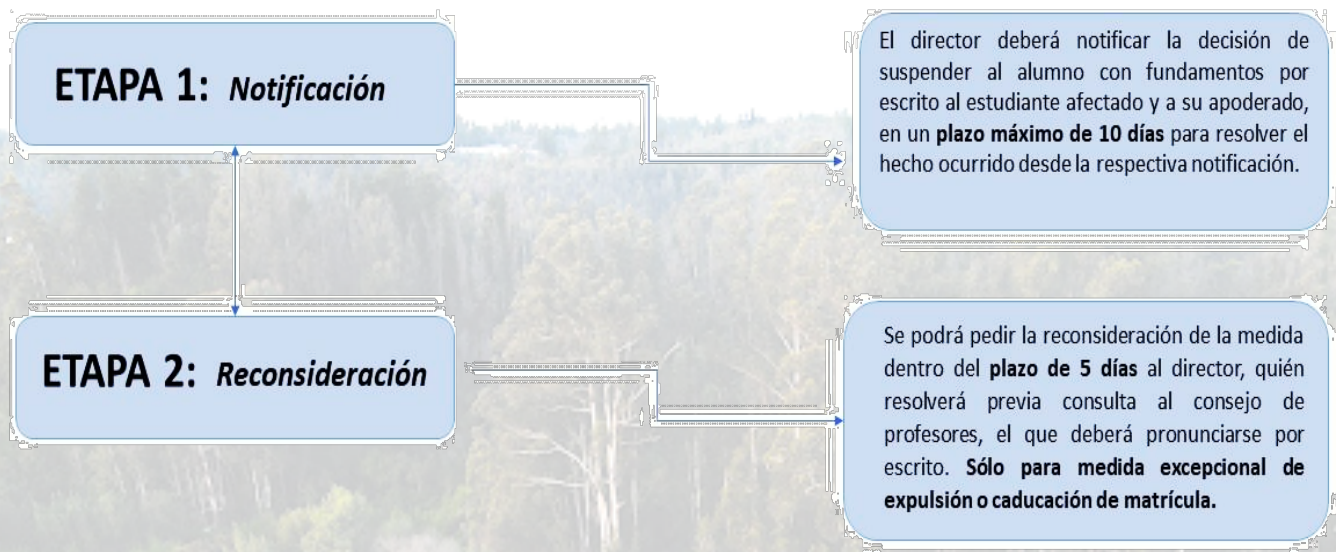 ETAPA 1: Notificación
El director deberá notificar la decisión de
suspender al alumno con fundamentos por
escrito al estudiante afectado y a su apoderado,
en un plazo máximo de 10 días para resolver el
hecho ocurrido desde la respectiva notificación.
ETAPA 2: Reconsideración
Se podrá pedir la reconsideración de la medida
dentro del plazo de 5 días al director, quién
resolverá previa consulta al consejo de
profesores, el que deberá pronunciarse por
escrito. Sólo para medida excepcional de
expulsión o caducación de matrícula.